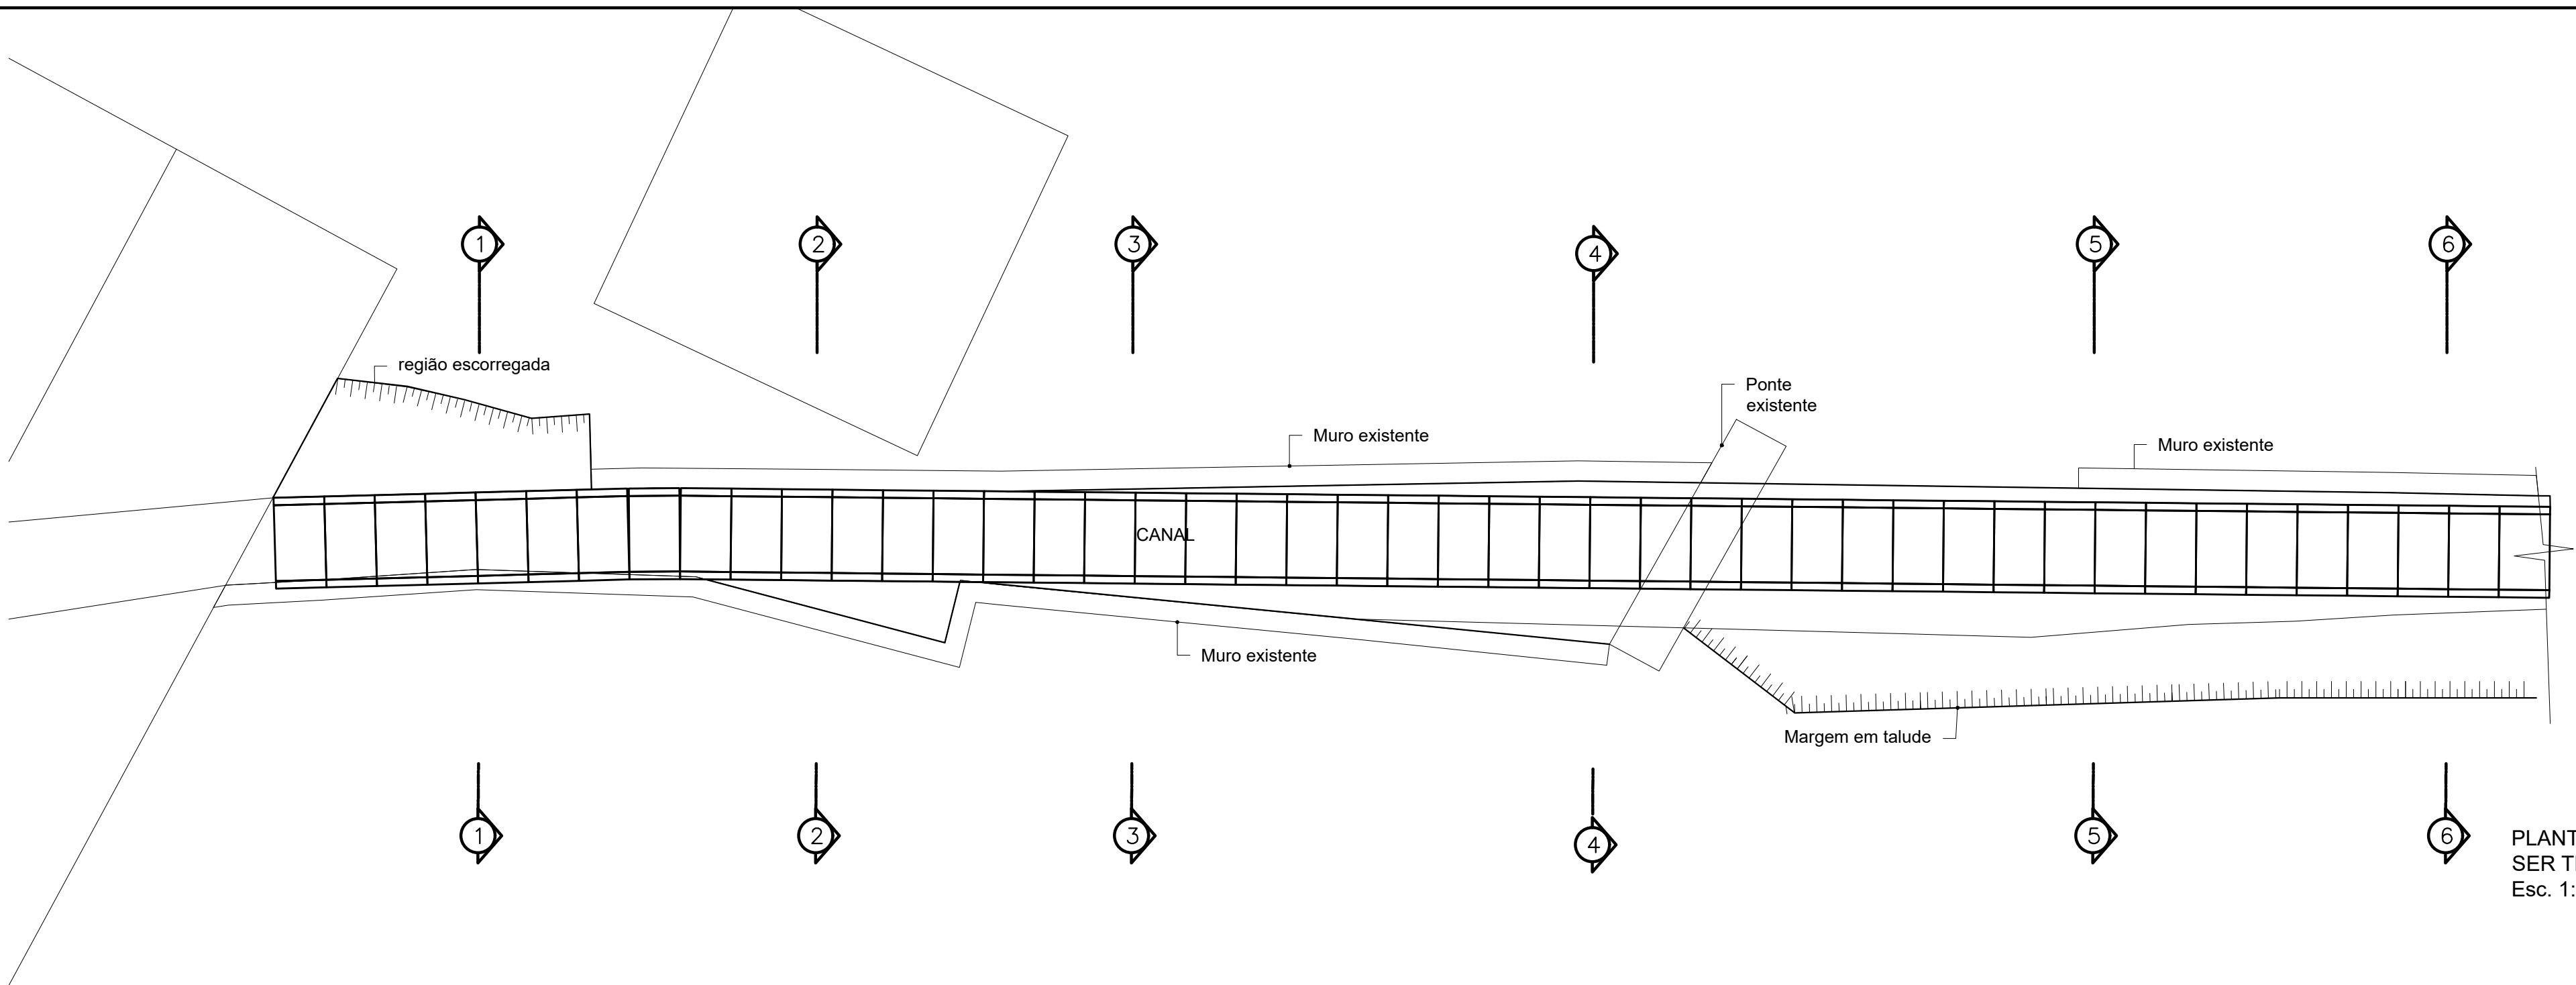 1
2
3
4
5
6
região escorregada
Ponte
existente
Muro existente
Muro existente
CANAL
Muro existente
Margem em talude
1
2
3
4
5
6
SER
Esc. 1: